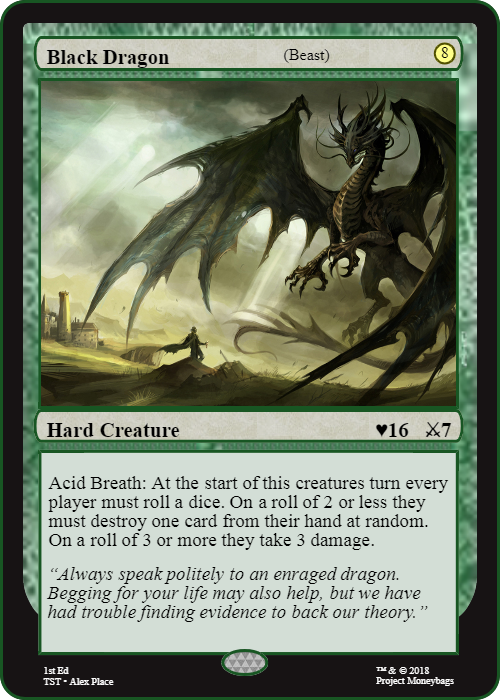 Black Dragon (Beast) 8
Hard Creature ♥16 ⚔7
Acid Breath: At the start of this creatures turn every
player must roll a dice. On a roll of 2 or less they
must destroy one card from their hand at random.
On a roll of 3 or more they take 3 damage.
“Always speak politely to an enraged dragon.
Begging for your life may also help, but we have
had trouble finding evidence to back our theory.”
1st Ed ™ & © 2018
TST • Alex Place Project Moneybags